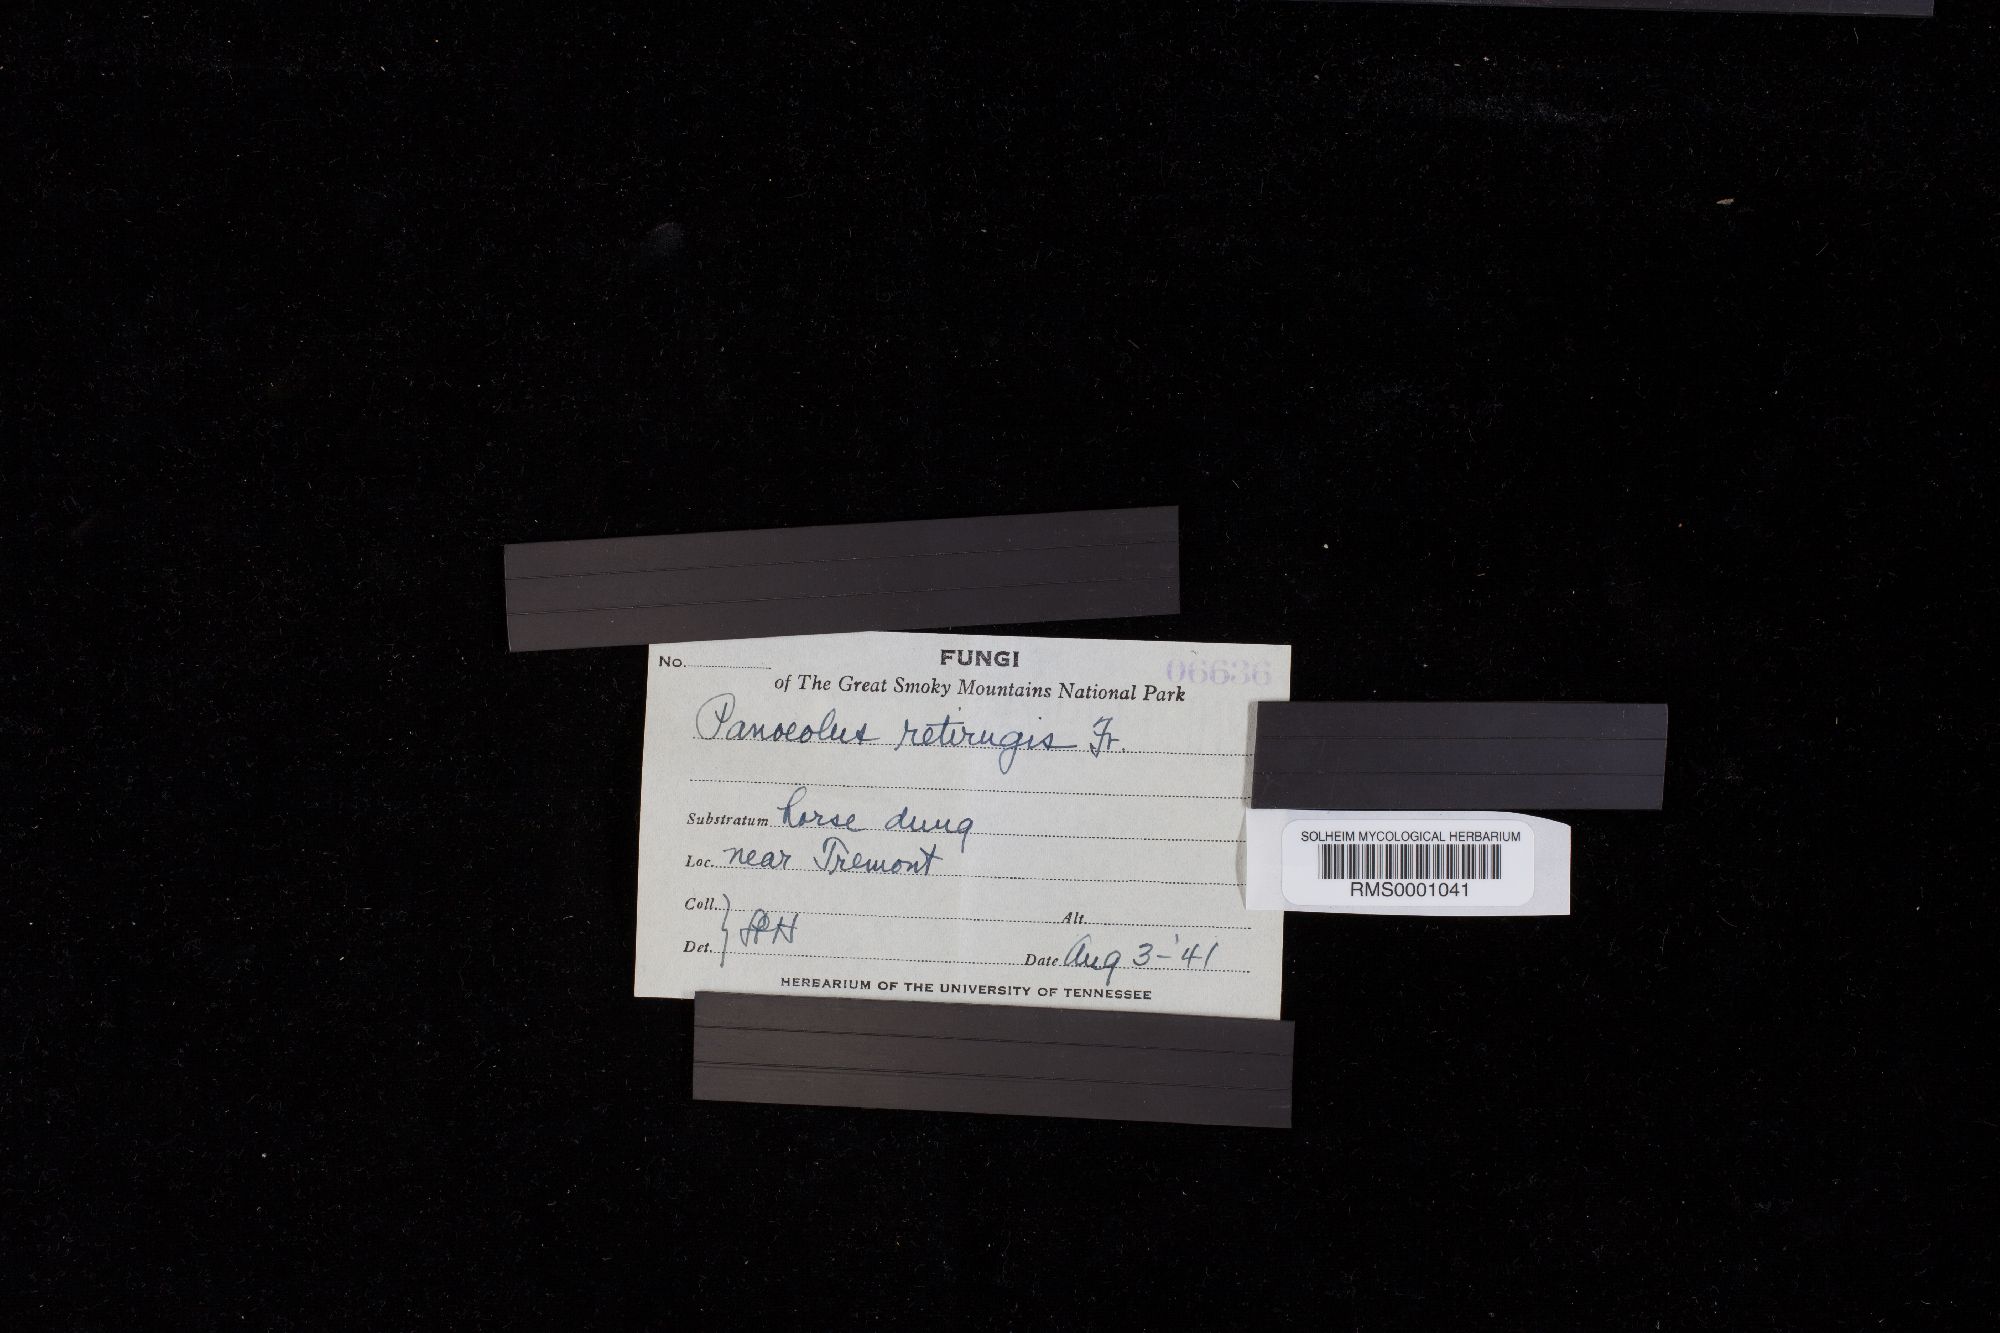 No. FUNGI 06636
of The Great Smoky Mountains National Park
Panoeolus retirugis Fr.
Substratum horse dung
Loc. near Tremont
Coll. Alt.
Det.
Date Aug 3-'41
HERBARIUM OF THE UNIVERSITY OF TENNESSEE
SOLHEIM MYCOLOGICAL HERBARIUM
RMS0001041